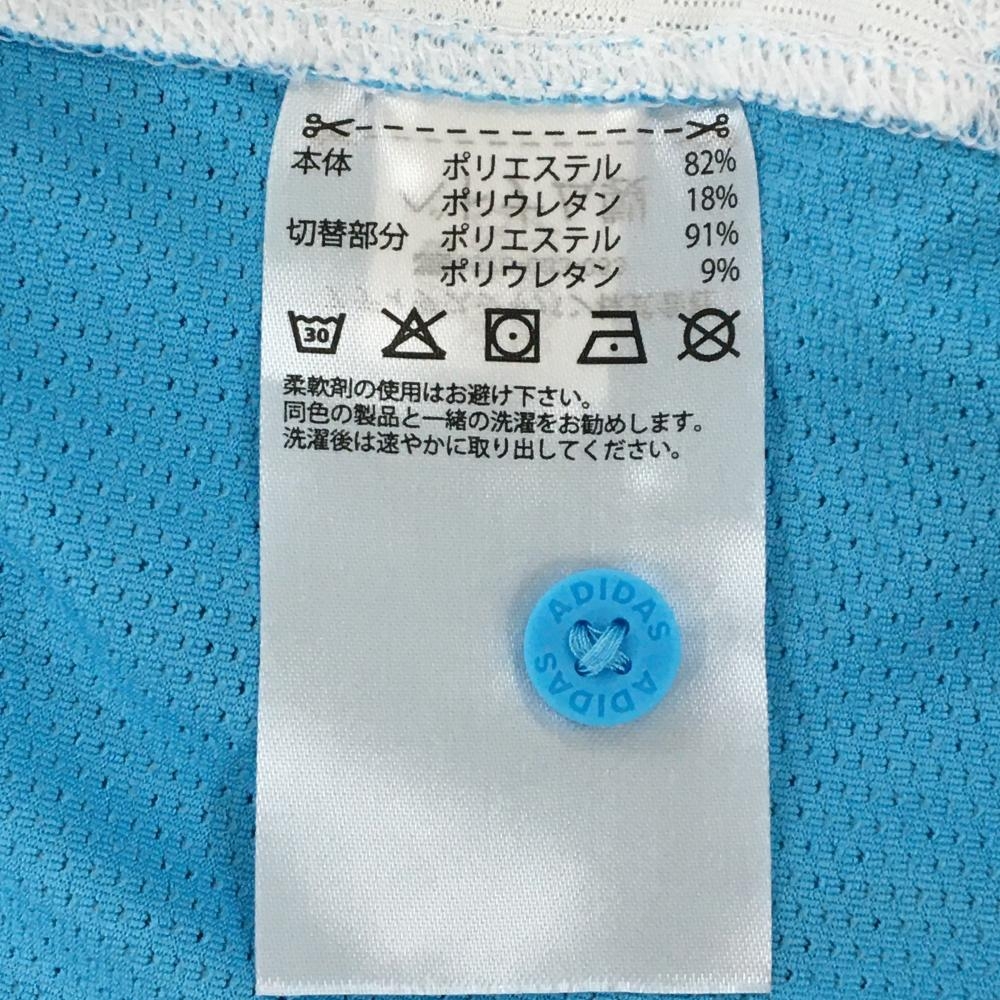 本体 ポリエステル 82%
ポリウレタン 18%
切替部分 ポリエステル 91%
ポリウレタン 9%
30
柔軟剤の使用はお避け下さい。
同色の製品と一緒の洗濯をお勧めします。
洗濯後は速やかに取り出してください。
ADIDAS
ADIDAS